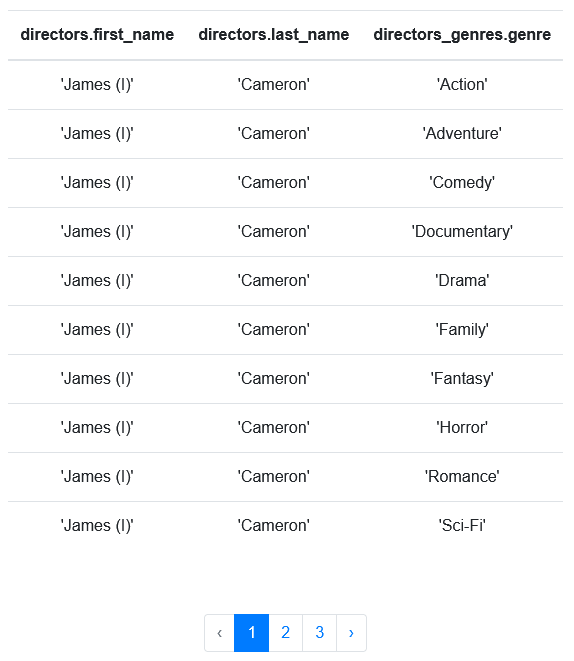 directors.first_name directors.last_name directors_genres.genre
'James (I)' 'Cameron' 'Action'
'James (I)' 'Cameron' 'Adventure'
'James (I)' 'Cameron' 'Comedy'
'James (I)' 'Cameron' 'Documentary'
'James (I)' 'Cameron' 'Drama'
'James (I)' 'Cameron' 'Family'
'James (I)' 'Cameron' 'Fantasy'
'James (I)' 'Cameron' 'Horror'
'James (I)' 'Cameron' 'Romance'
'James (I)' 'Cameron' 'Sci-Fi'
‹ 1 2 3 ›